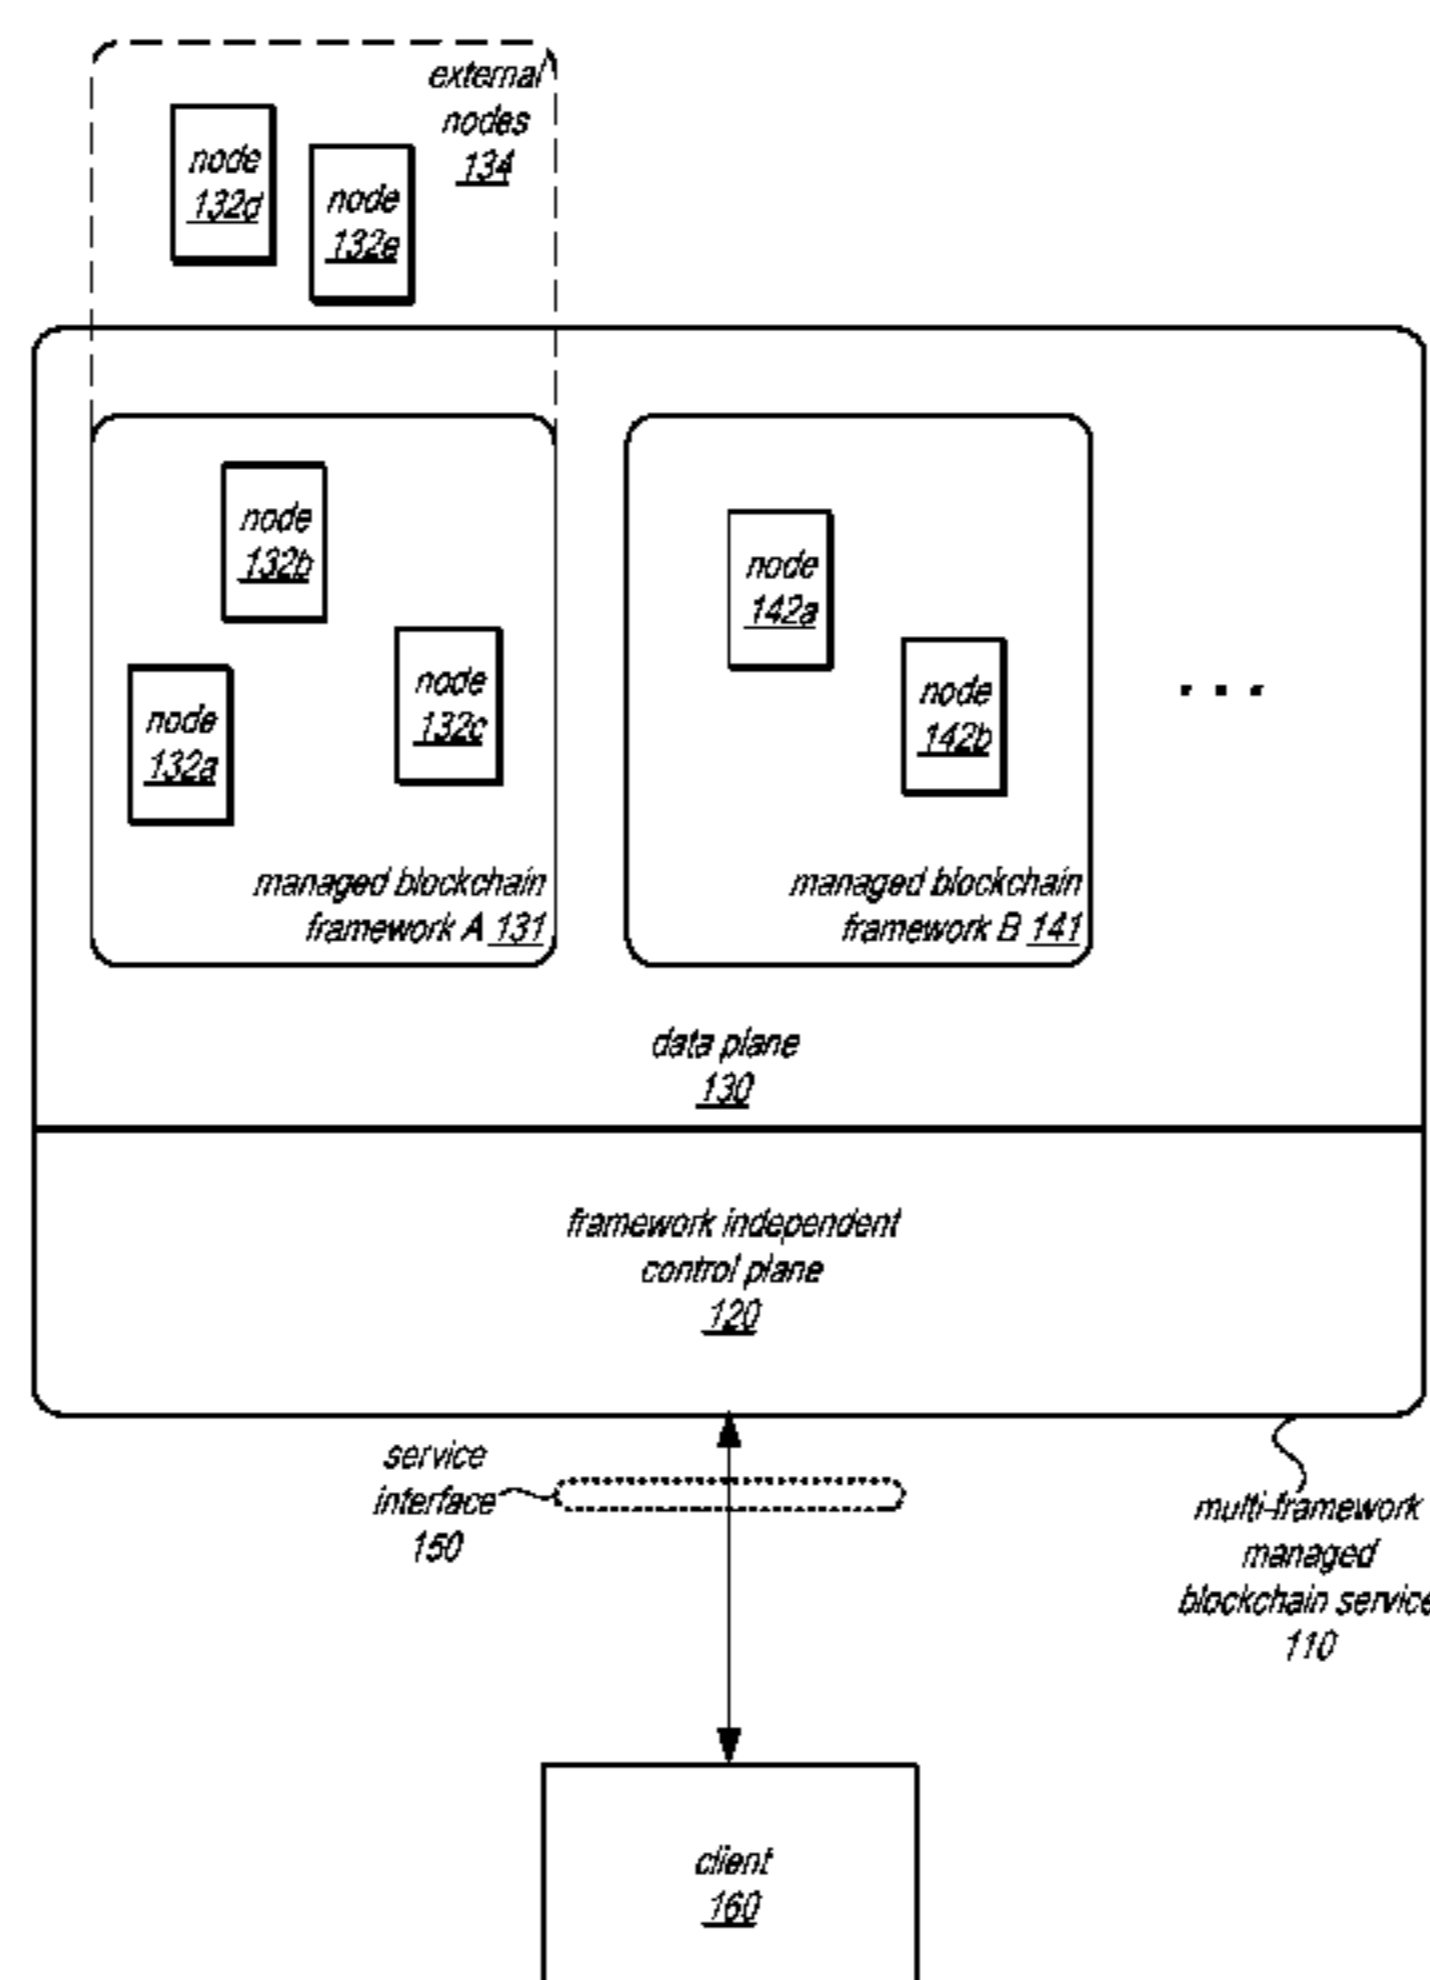 external
nodes
134
node
132d
node
132e
node
132b
node
132c
node
132a
managed blockchain
framework A 131
node
142a
node
142b
. . .
managed blockchain
framework B 141
data plane
130
framework independent
control plane
120
service
interface
150
multi-framework
managed
blockchain service
110
client
160